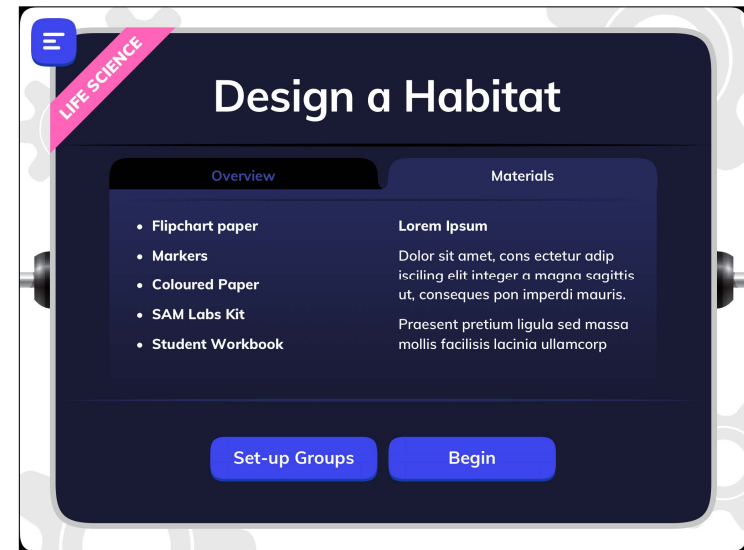 LIFE SCIENCE
Design a Habitat
Overview
Materials
• Flipchart paper
• Markers
• Coloured Paper
• SAM Labs Kit
• Student Workbook
Lorem Ipsum
Dolor sit amet, cons ectetur adip
isciling elit integer a magna sagittis
ut, conseques pon imperdi mauris.
Praesent pretium ligula sed massa
mollis facilisis lacinia ullamcorp
Set-up Groups
Begin